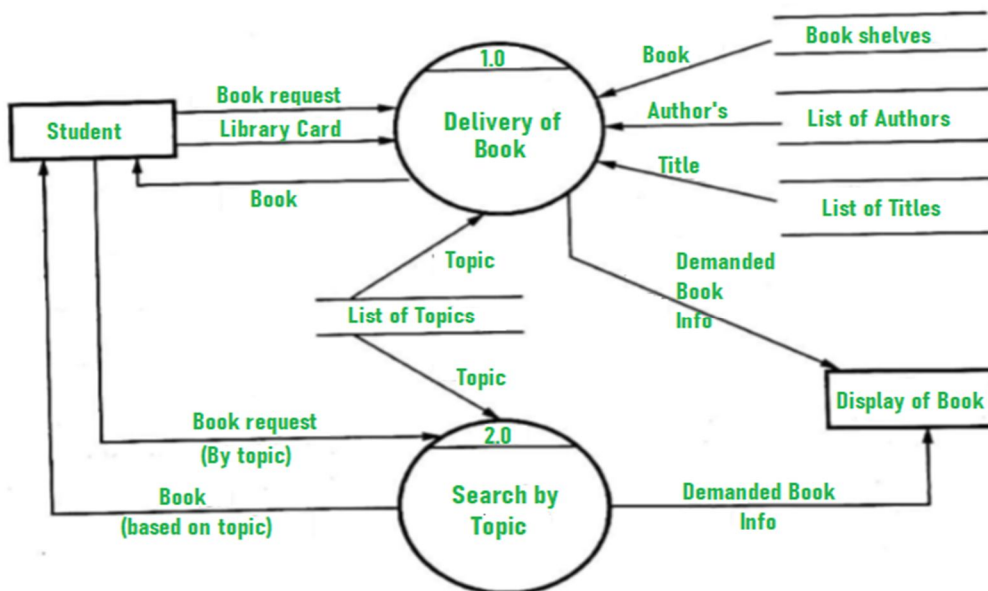 1.0
Delivery of
Book
Book shelves
Book
Book request
Student
Library Card
Author's
List of Authors
Title
Book
List of Titles
Topic
Demanded
Book
Info
List of Topics
Topic
Display of Book
Book request
(By topic)
2.0
Search by
Topic
Book
(based on topic)
Demanded Book
Info